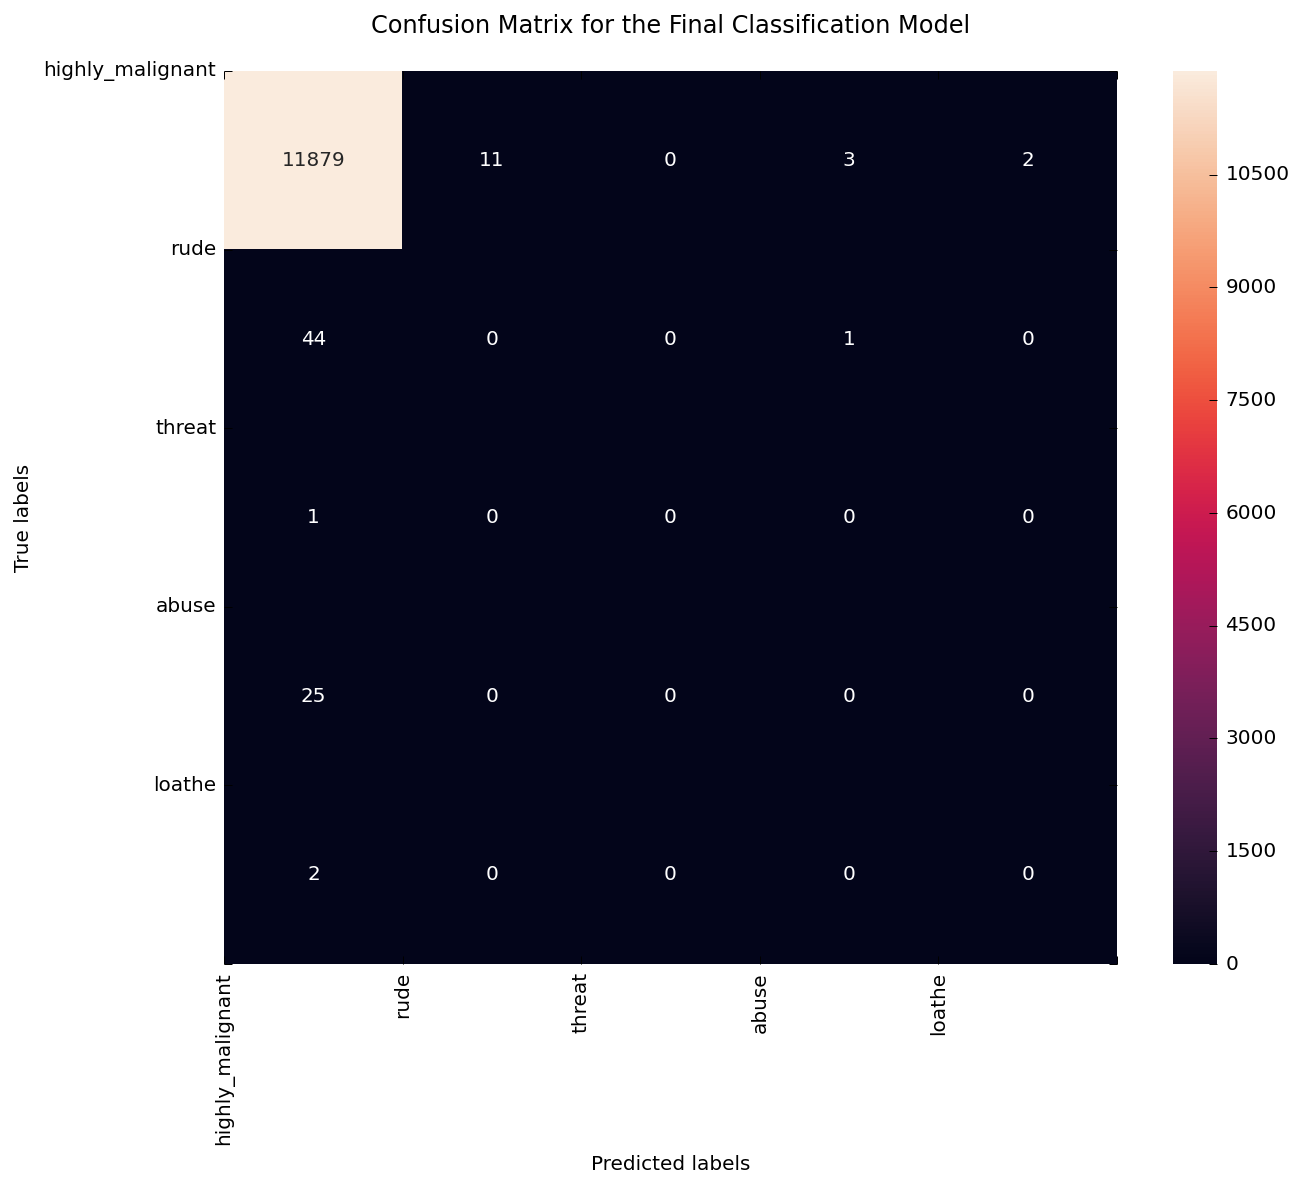 Confusion Matrix for the Final Classification Model
highly_malignant
11879 11 0 3 2
10500
rude
9000
44 0 0 1 0
7500
threat
True labels
1 0 0 0 0
6000
abuse
4500
25 0 0 0 0
3000
loathe
1500
2 0 0 0 0
0
highly_malignant
rude
threat
abuse
loathe
Predicted labels